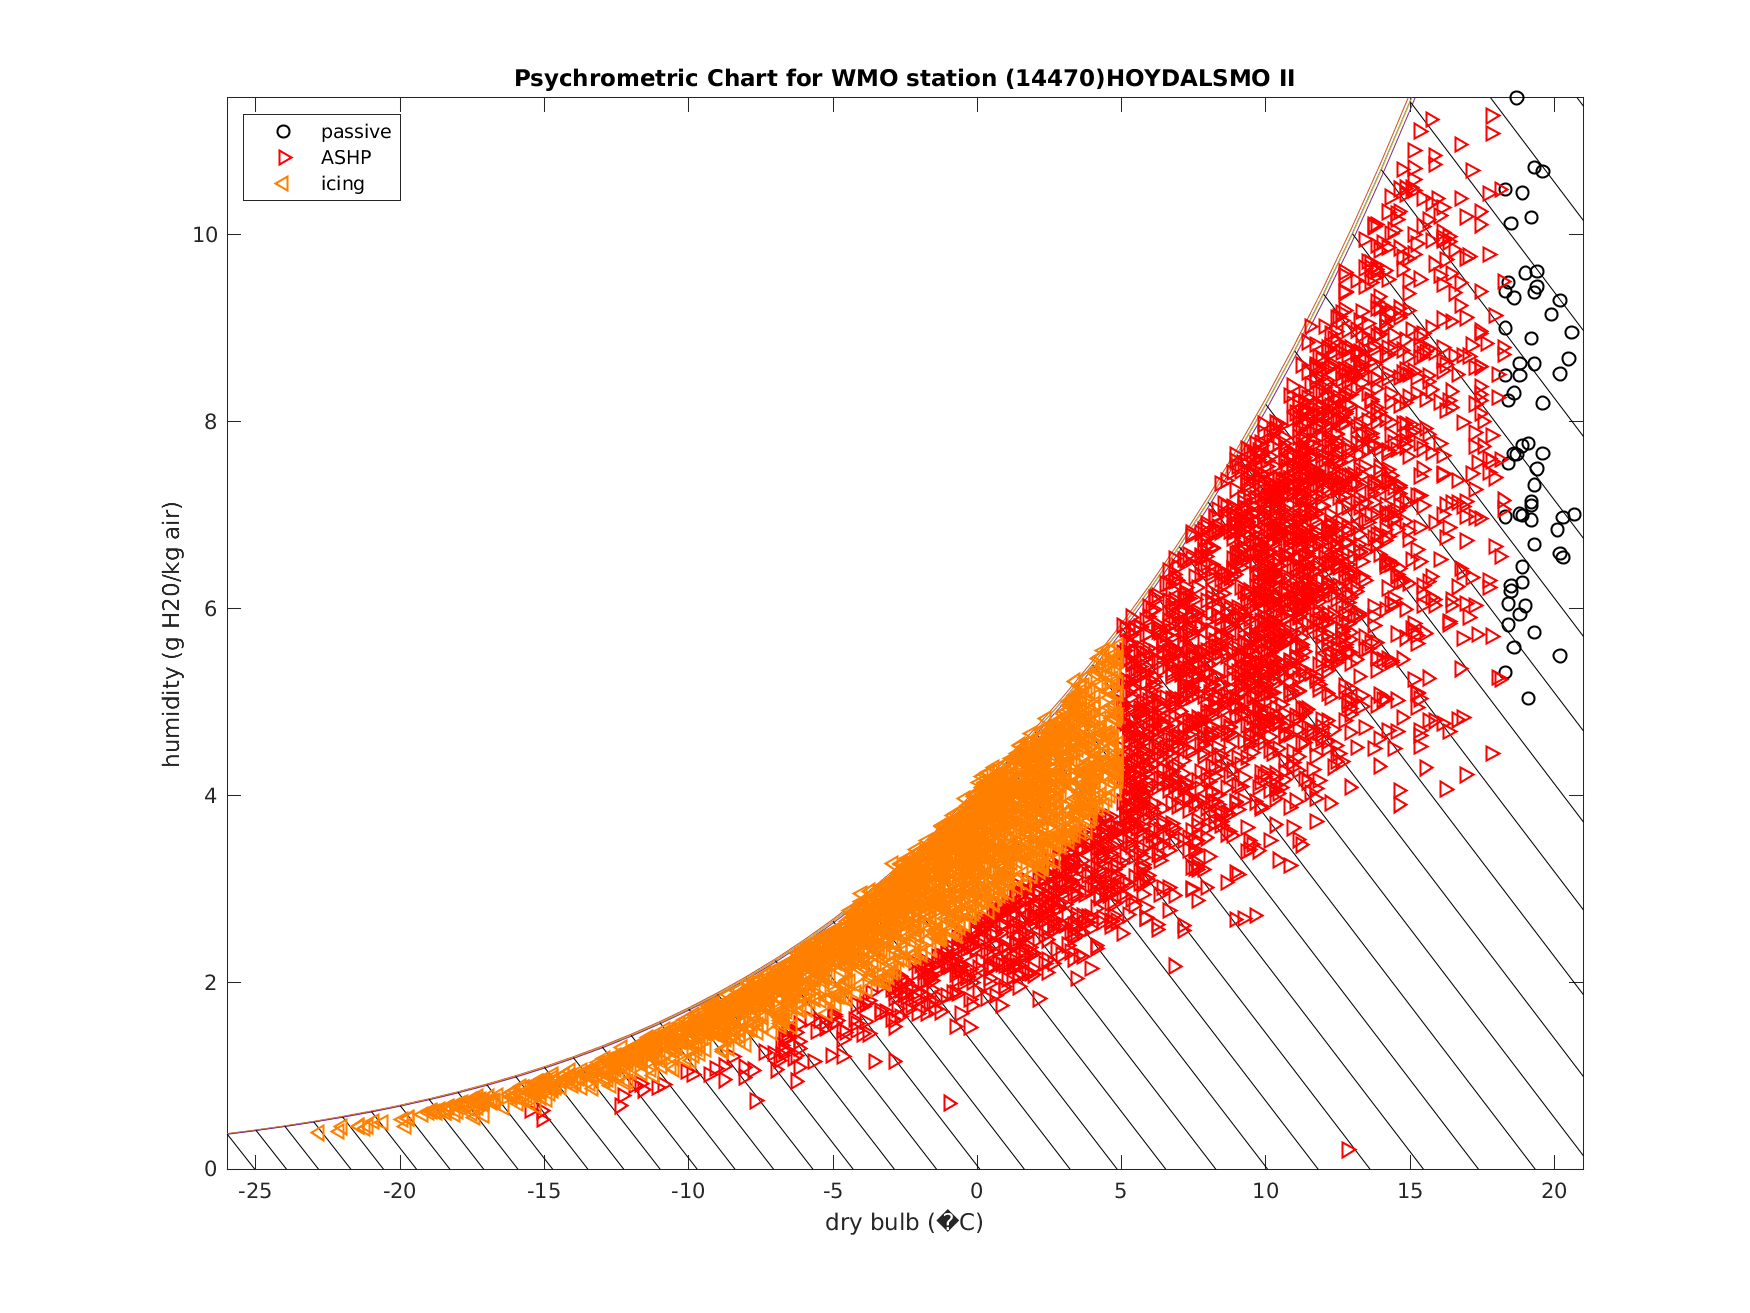 Psychrometric Chart for WMO station (14470)HOYDALSMO II
passive
ASHP
icing
10
8
6
4
2
0
humidity (g H20/kg air)
-25 -20 -15 -10 -5 0 5 10 15 20
dry bulb (�C)